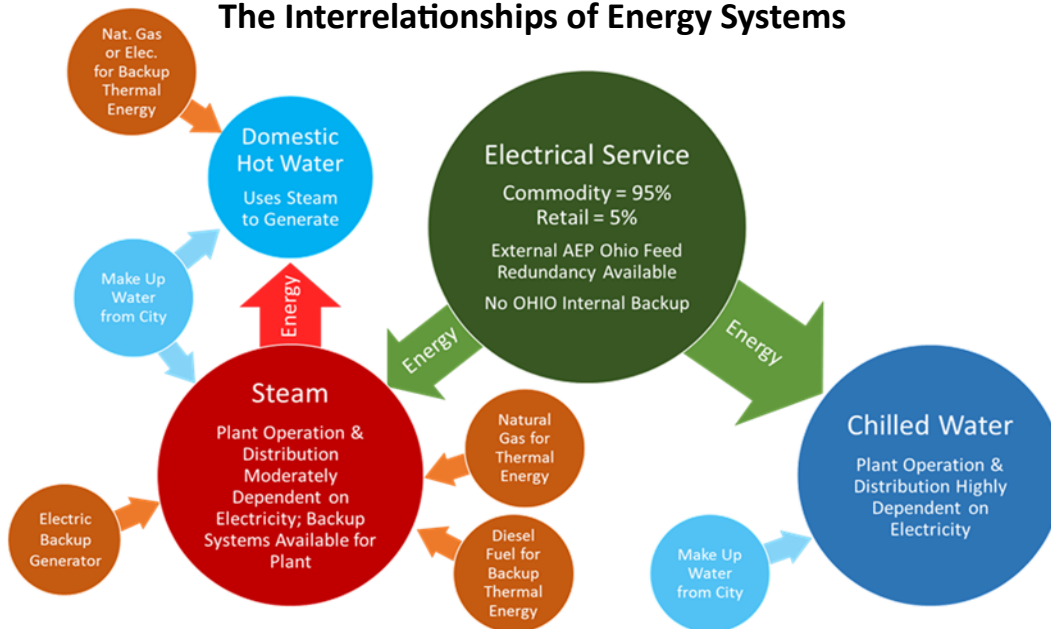 The Interrelationships of Energy Systems
Nat. Gas
or Elec.
for Backup
Thermal
Energy
Domestic
Hot Water
Uses Steam
to Generate
Make Up
Water
from City
Energy
Electrical Service
Commodity = 95%
Retail = 5%
External AEP Ohio Feed
Redundancy Available
No OHIO Internal Backup
Energy
Energy
Steam
Plant Operation &
Distribution
Moderately
Dependent on
Electricity; Backup
Systems Available for
Plant
Electric
Backup
Generator
Natural
Gas for
Thermal
Energy
Diesel
Fuel for
Backup
Thermal
Energy
Chilled Water
Plant Operation &
Distribution Highly
Dependent on
Electricity
Make Up
Water
from City